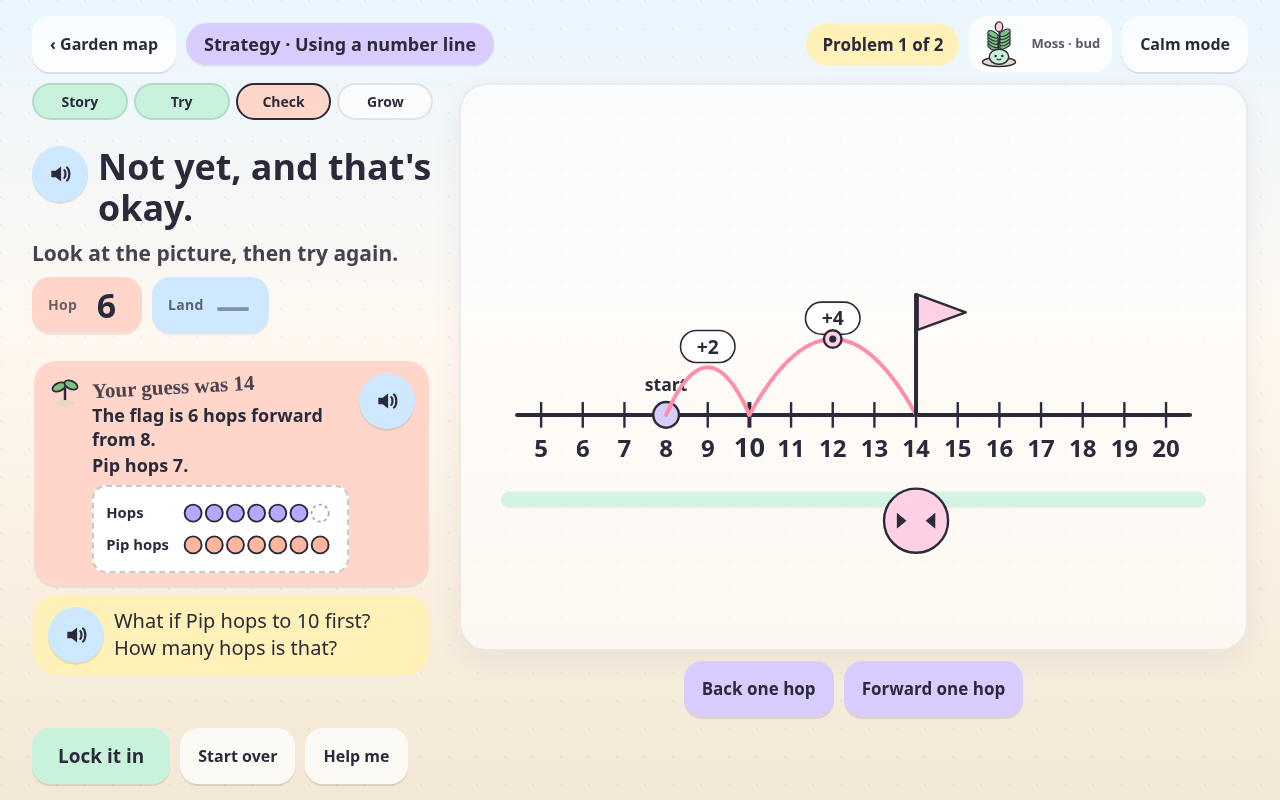 ‹ Garden map
Strategy · Using a number line
Problem 1 of 2
Moss · bud
Calm mode
Story
Try
Check
Grow
Not yet, and that's
okay.
Look at the picture, then try again.
Hop 6
Land —
Your guess was 14
The flag is 6 hops forward
from 8.
Pip hops 7.
Hops
Pip hops
What if Pip hops to 10 first?
How many hops is that?
Lock it in
Start over
Help me
+4
+2
start
5 6 7 8 9 10 11 12 13 14 15 16 17 18 19 20
Back one hop
Forward one hop